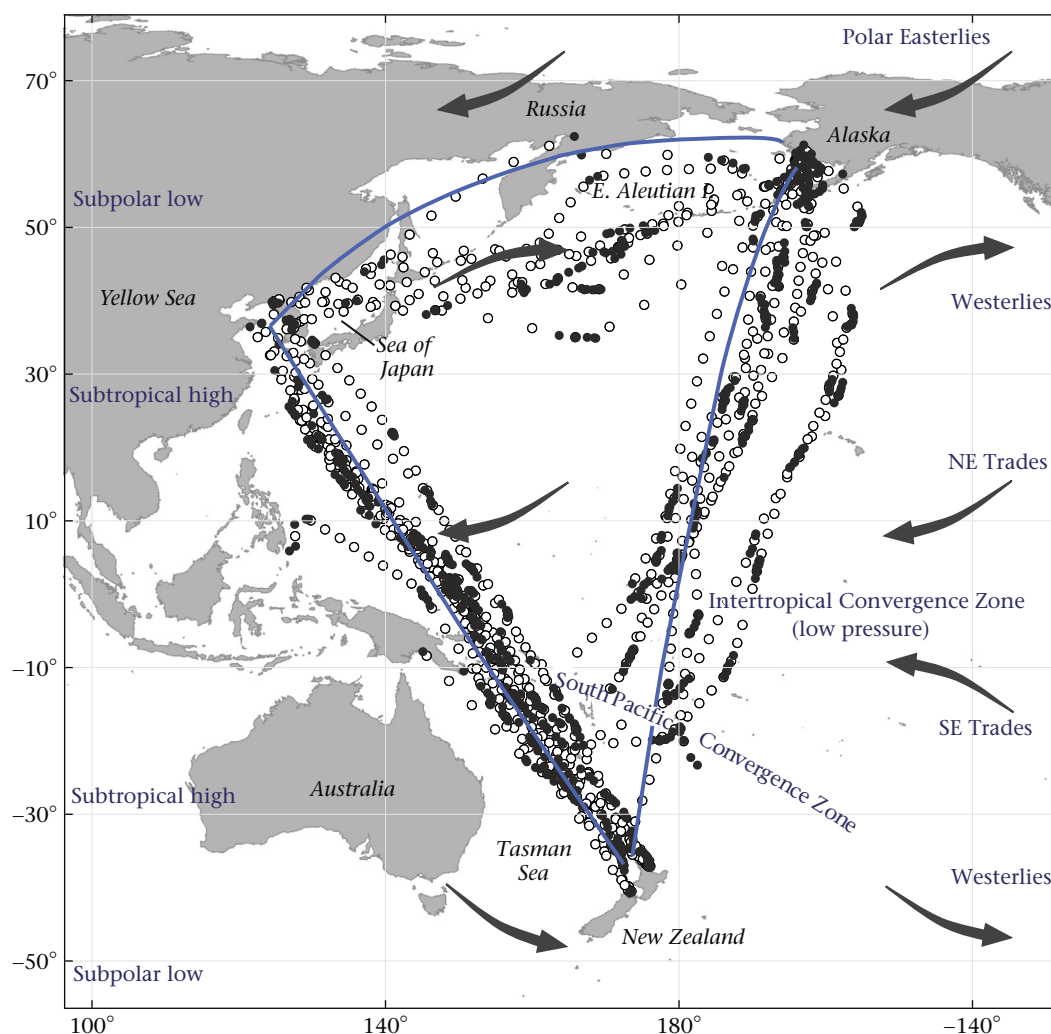 Polar Easterlies
70°
Russia
Alaska
E. Aleutian I.
Subpolar low
50°
Yellow Sea
Westerlies
Sea of
Japan
30°
Subtropical high
NE Trades
10°
Intertropical Convergence Zone
(low pressure)
−10°
South Pacific
Convergence Zone
SE Trades
Subtropical high
Australia
−30°
Tasman
Sea
Westerlies
New Zealand
−50°
Subpolar low
100°
140°
180°
−140°